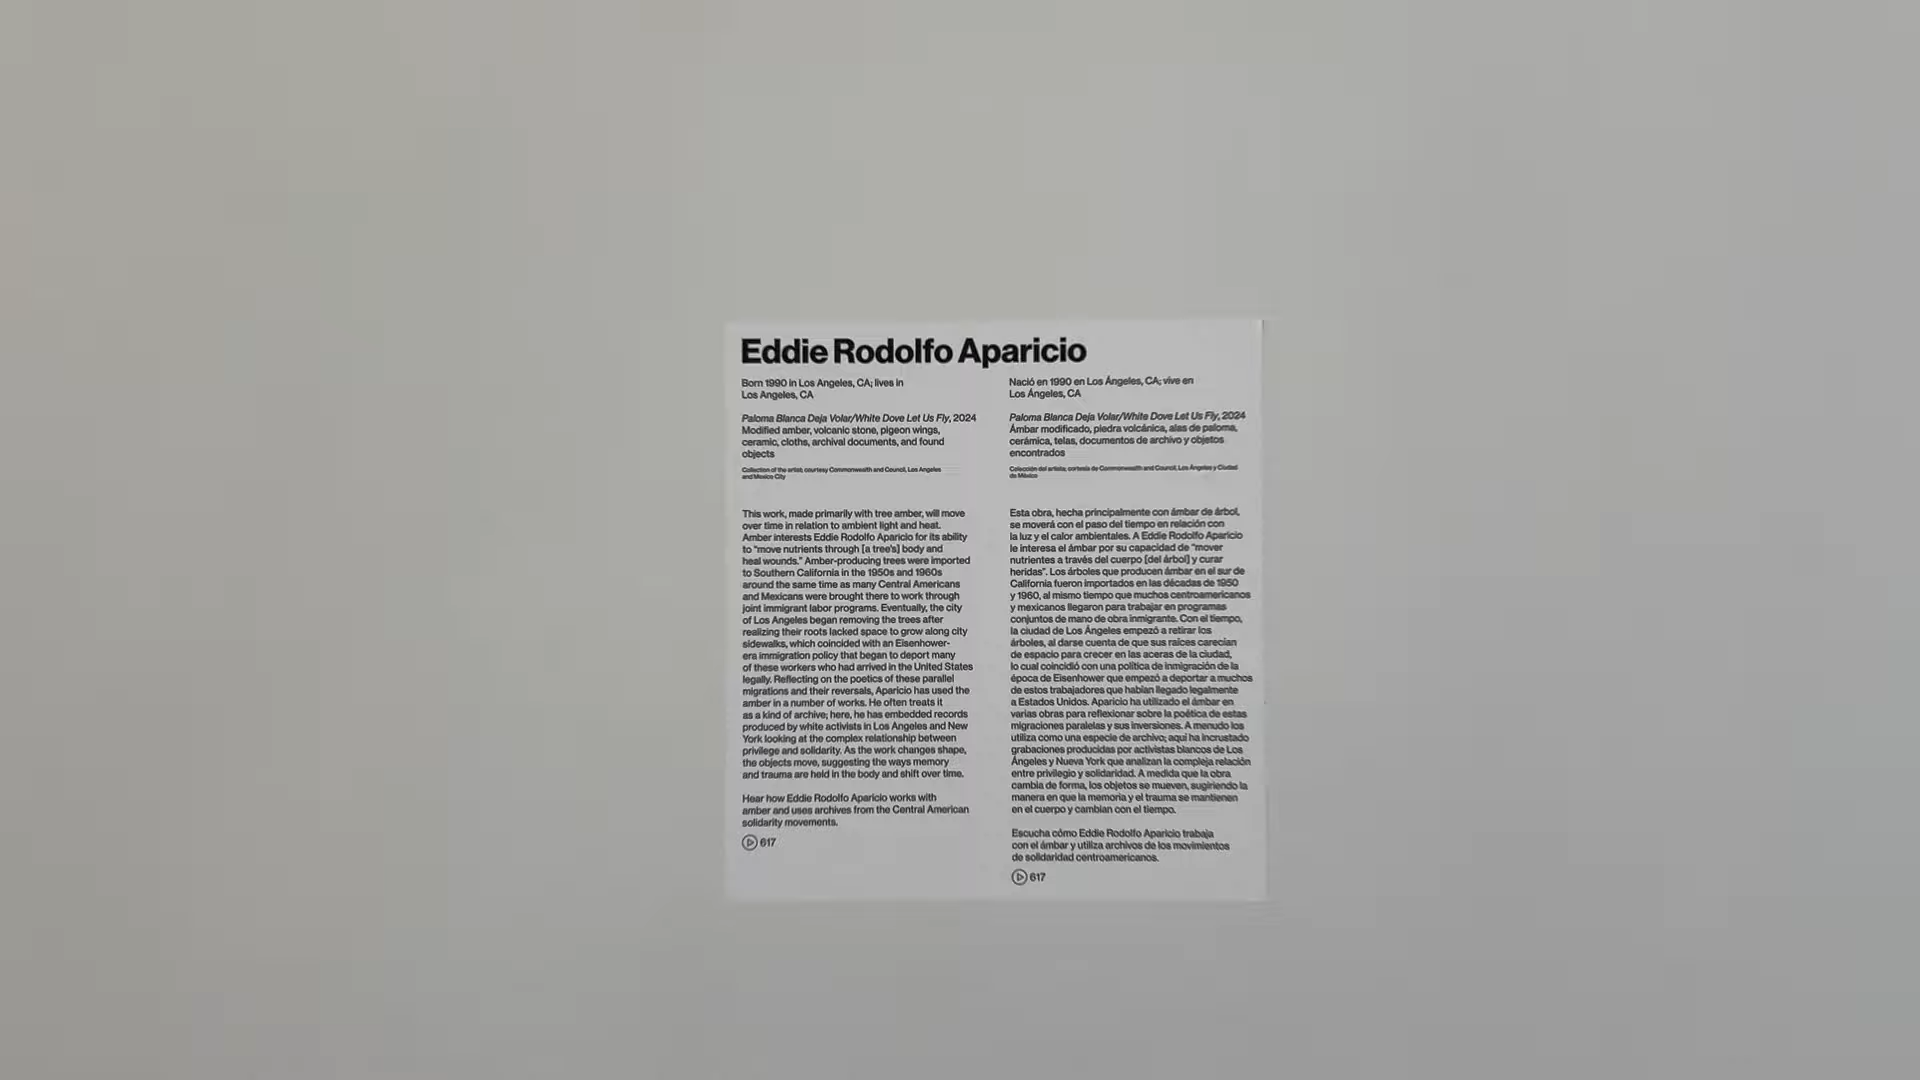 Eddie Rodolfo Aparicio
Born 1990 in Los Angeles, CA; lives in
Los Angeles, CA
Paloma Blanca Deja Volar/White Dove Let Us Fly, 2024
Modified amber, volcanic stone, pigeon wings,
ceramic, cloths, archival documents, and found
objects
Collection of the artist; courtesy Commonwealth and Council, Los Angeles
and Mexico City
This work, made primarily with tree amber, will move
over time in relation to ambient light and heat.
Amber interests Eddie Rodolfo Aparicio for its ability
to “move nutrients through [a tree’s] body and
heal wounds.” Amber-producing trees were imported
to Southern California in the 1950s and 1960s
around the same time as many Central Americans
and Mexicans were brought there to work through
joint immigrant labor programs. Eventually, the city
of Los Angeles began removing the trees after
realizing their roots lacked space to grow along city
sidewalks, which coincided with an Eisenhower-
era immigration policy that began to deport many
of these workers who had arrived in the United States
legally. Reflecting on the poetics of these parallel
migrations and their reversals, Aparicio has used the
amber in a number of works. He often treats it
as a kind of archive; here, he has embedded records
produced by white activists in Los Angeles and New
York looking at the complex relationship between
privilege and solidarity. As the work changes shape,
the objects move, suggesting the ways memory
and trauma are held in the body and shift over time.
Hear how Eddie Rodolfo Aparicio works with
amber and uses archives from the Central American
solidarity movements.
617
Nació en 1990 en Los Ángeles, CA; vive en
Los Ángeles, CA
Paloma Blanca Deja Volar/White Dove Let Us Fly, 2024
Ámbar modificado, piedra volcánica, alas de paloma,
cerámica, telas, documentos de archivo y objetos
encontrados
Colección del artista; cortesía de Commonwealth and Council, Los Ángeles y Ciudad
de México
Esta obra, hecha principalmente con ámbar de árbol,
se moverá con el paso del tiempo en relación con
la luz y el calor ambientales. A Eddie Rodolfo Aparicio
le interesa el ámbar por su capacidad de “mover
nutrientes a través del cuerpo [del árbol] y curar
heridas”. Los árboles que producen ámbar en el sur de
California fueron importados en las décadas de 1950
y 1960, al mismo tiempo que muchos centroamericanos
y mexicanos llegaron para trabajar en programas
conjuntos de mano de obra inmigrante. Con el tiempo,
la ciudad de Los Ángeles empezó a retirar los
árboles, al darse cuenta de que sus raíces carecían
de espacio para crecer en las aceras de la ciudad,
lo cual coincidió con una política de inmigración de la
época de Eisenhower que empezó a deportar a muchos
de estos trabajadores que habían llegado legalmente
a Estados Unidos. Aparicio ha utilizado el ámbar en
varias obras para reflexionar sobre la poética de estas
migraciones paralelas y sus inversiones. A menudo los
utiliza como una especie de archivo; aquí ha incrustado
grabaciones producidas por activistas blancos de Los
Ángeles y Nueva York que analizan la compleja relación
entre privilegio y solidaridad. A medida que la obra
cambia de forma, los objetos se mueven, sugiriendo la
manera en que la memoria y el trauma se mantienen
en el cuerpo y cambian con el tiempo.
Escucha cómo Eddie Rodolfo Aparicio trabaja
con el ámbar y utiliza archivos de los movimientos
de solidaridad centroamericanos.
617